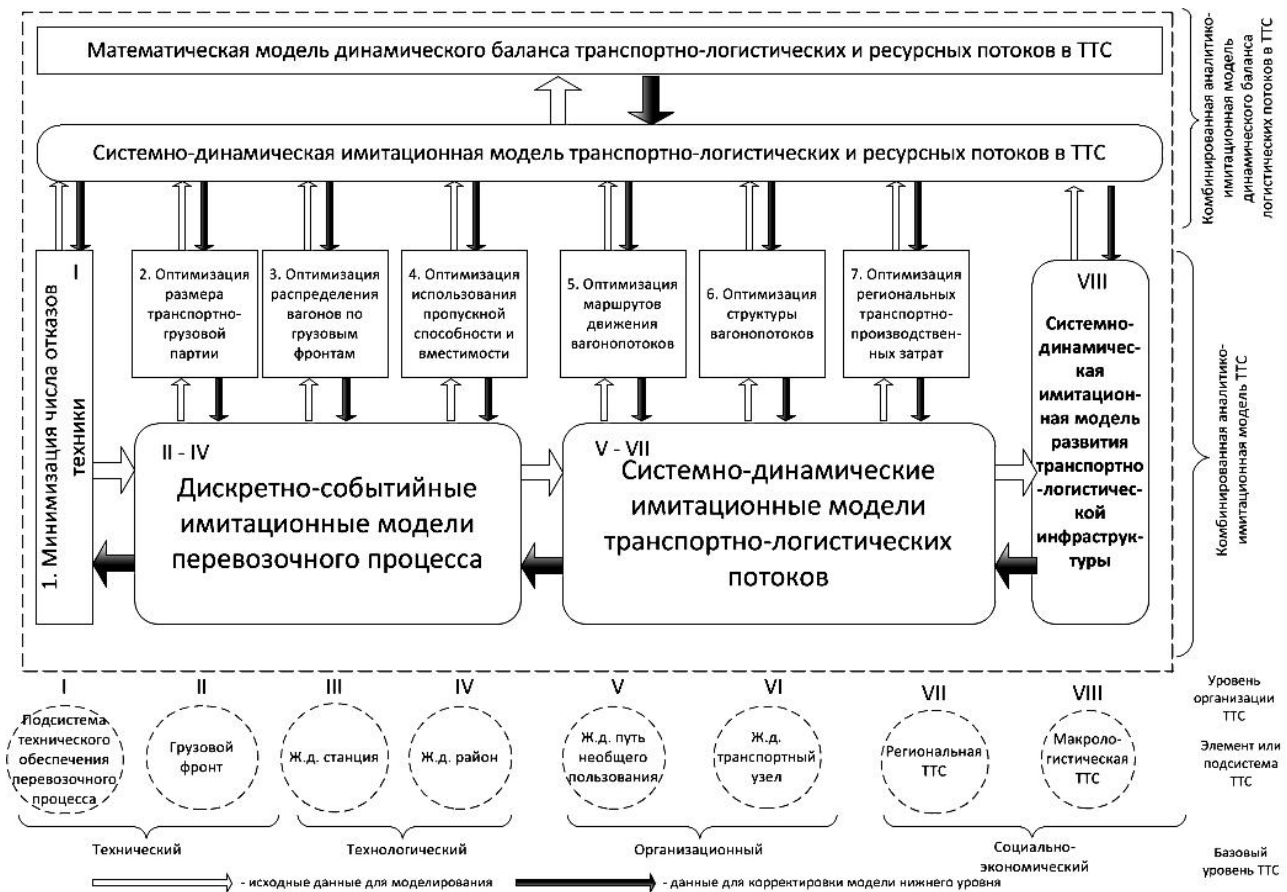 Математическая модель динамического баланса транспортно-логистических и ресурсных потоков в ТТС
Системно-динамическая имитационная модель транспортно-логистических и ресурсных потоков в ТТС
Комбинированная аналитико-
имитационная модель
динамического баланса
логистических потоков в ТТС
I
1. Минимизация числа отказов
техники
2. Оптимизация
размера
транспортно-
грузовой
партии
3. Оптимизация
распределения
вагонов по
грузовым
фронтам
4. Оптимизация
использования
пропускной
способности и
вместимости
5. Оптимизация
маршрутов
движения
вагонопотоков
6. Оптимизация
структуры
вагонопотоков
7. Оптимизация
региональных
транспортно-
производствен-
ных затрат
VIII
Системно-
динамичес-
кая
имитацион-
ная модель
развития
транспортно
-логистичес-
кой
инфраструк-
туры
II - IV
Дискретно-событийные
имитационные модели
перевозочного процесса
V - VII
Системно-динамические
имитационные модели
транспортно-логистических
потоков
Комбинированная аналитико-
имитационная модель ТТС
I
II
III
IV
V
VI
VII
VIII
Уровень
организации
ТТС
Подсистема
технического
обеспечения
перевозочного
процесса
Грузовой
фронт
Ж.д. станция
Ж.д. район
Ж.д. путь
необщего
пользования
Ж.д.
транспортный
узел
Региональная
ТТС
Макроло-
гистическая
ТТС
Элемент или
подсистема
ТТС
Технический
Технологический
Организационный
Социально-
экономический
Базовый
уровень ТТС
- исходные данные для моделирования
- данные для корректировки модели нижнего уровня